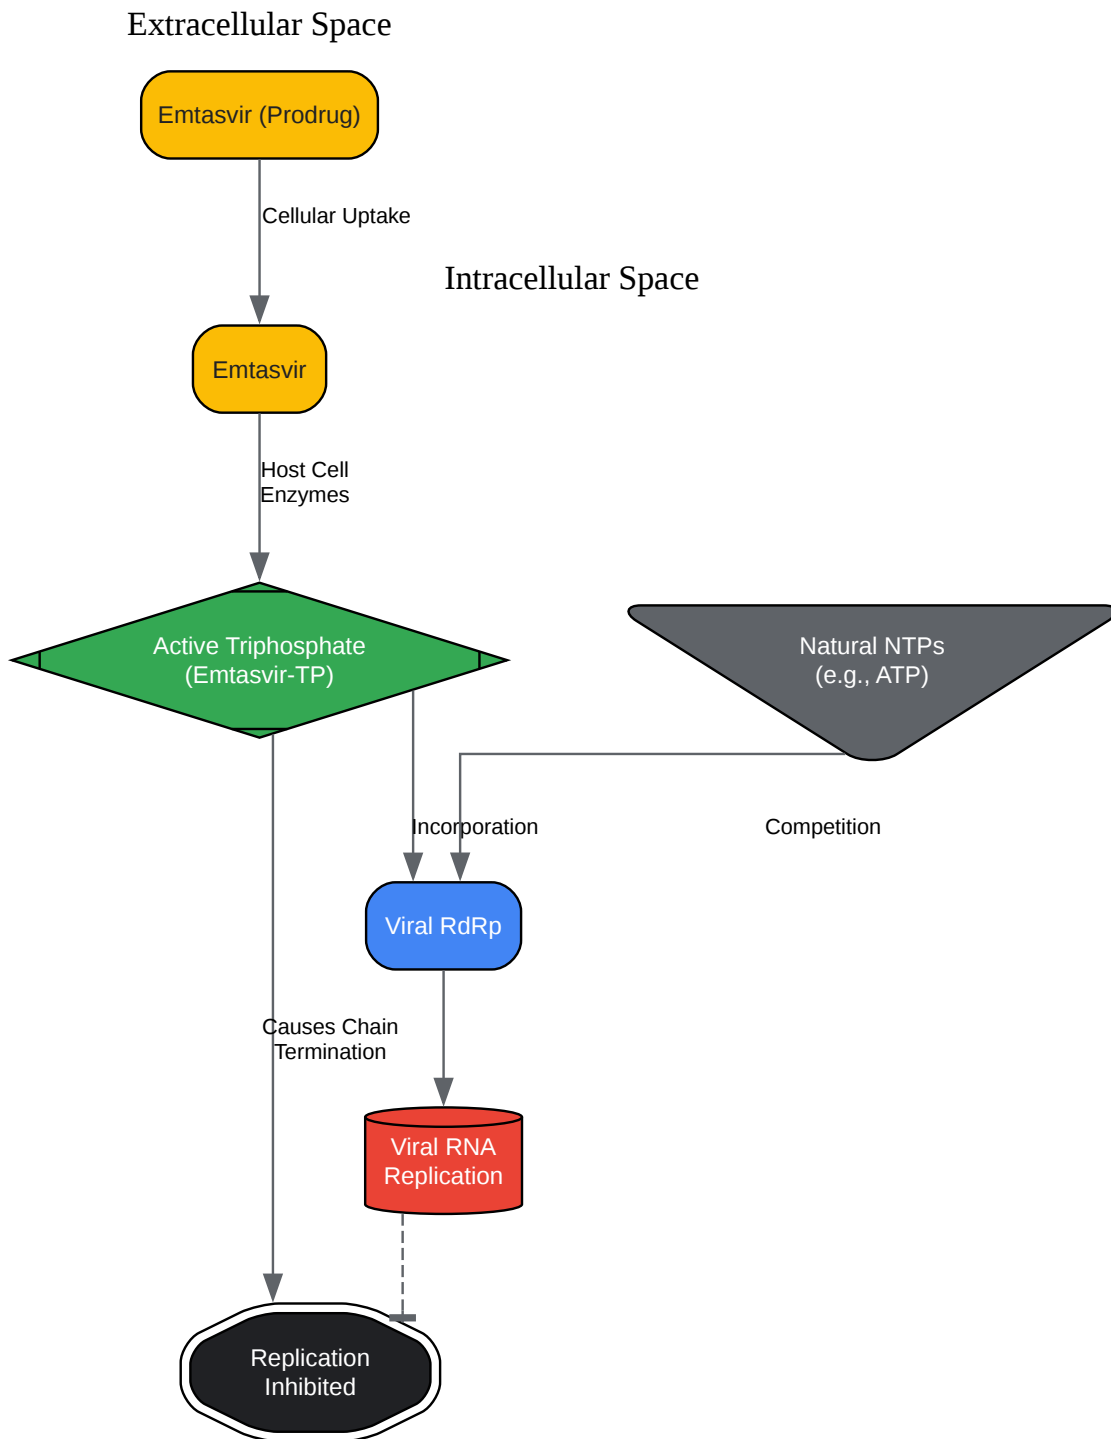 Extracellular Space
Emtasvir (Prodrug)
Cellular Uptake
Intracellular Space
Emtasvir
Host Cell
Enzymes
Active Triphosphate
(Emtasvir-TP)
Natural NTPs
(e.g., ATP)
Incorporation
Competition
Viral RdRp
Causes Chain
Termination
Viral RNA
Replication
Replication
Inhibited